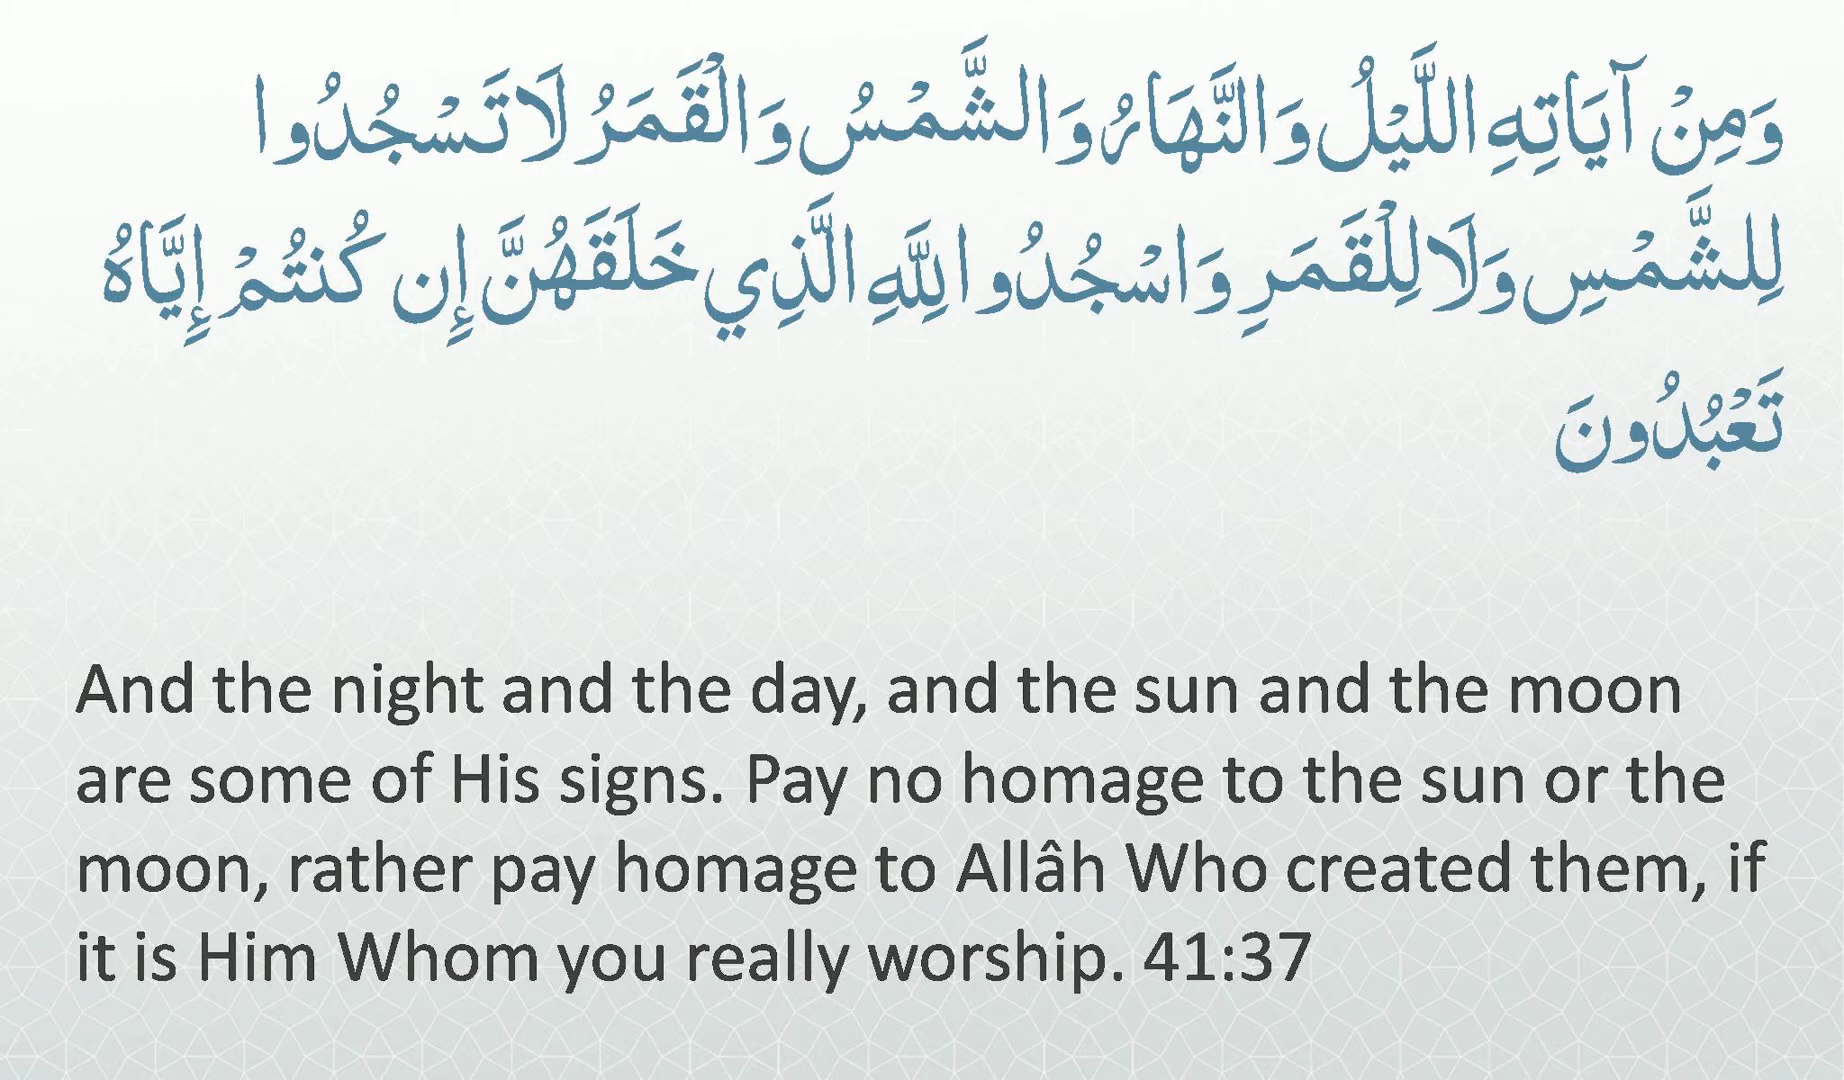 وَمِنْ آيَاتِهِ اللَّيْلُ وَالنَّهَارُ وَالشَّمْسُ وَالْقَمَرُ لَا تَسْجُدُوا
لِلشَّمْسِ وَلَا لِلْقَمَرِ وَاسْجُدُوا لِلَّهِ الَّذِي خَلَقَهُنَّ إِن كُنتُمْ إِيَّاهُ
تَعْبُدُونَ
And the night and the day, and the sun and the moon
are some of His signs. Pay no homage to the sun or the
moon, rather pay homage to Allâh Who created them, if
it is Him Whom you really worship. 41:37